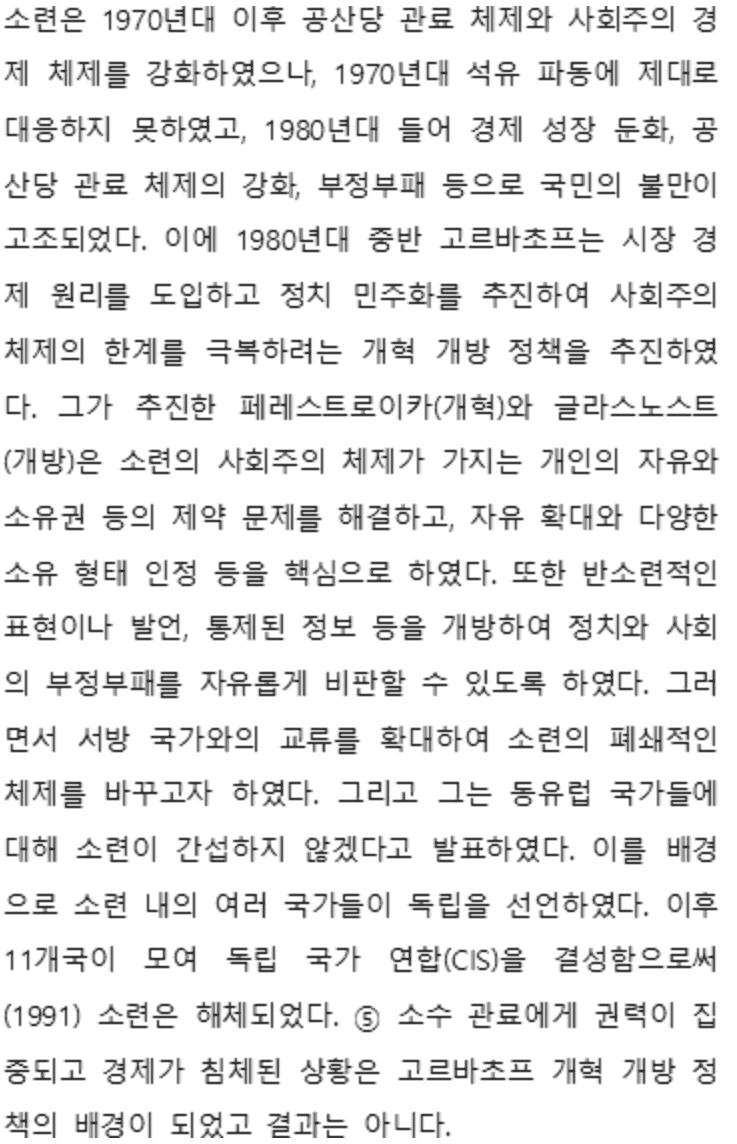 소련은 1970년대 이후 공산당 관료 체제와 사회주의 경
제 체제를 강화하였으나, 1970년대 석유 파동에 제대로
대응하지 못하였고, 1980년대 들어 경제 성장 둔화, 공
산당 관료 체제의 강화, 부정부패 등으로 국민의 불만이
고조되었다. 이에 1980년대 중반 고르바초프는 시장 경
제 원리를 도입하고 정치 민주화를 추진하여 사회주의
체제의 한계를 극복하려는 개혁 개방 정책을 추진하였
다. 그가 추진한 페레스트로이카(개혁)와 글라스노스트
(개방)은 소련의 사회주의 체제가 가지는 개인의 자유와
소유권 등의 제약 문제를 해결하고, 자유 확대와 다양한
소유 형태 인정 등을 핵심으로 하였다. 또한 반소련적인
표현이나 발언, 통제된 정보 등을 개방하여 정치와 사회
의 부정부패를 자유롭게 비판할 수 있도록 하였다. 그러
면서 서방 국가와의 교류를 확대하여 소련의 폐쇄적인
체제를 바꾸고자 하였다. 그리고 그는 동유럽 국가들에
대해 소련이 간섭하지 않겠다고 발표하였다. 이를 배경
으로 소련 내의 여러 국가들이 독립을 선언하였다. 이후
11개국이 모여 독립 국가 연합(CIS)을 결성함으로써
(1991) 소련은 해체되었다. ⑤ 소수 관료에게 권력이 집
중되고 경제가 침체된 상황은 고르바초프 개혁 개방 정
책의 배경이 되었고 결과는 아니다.